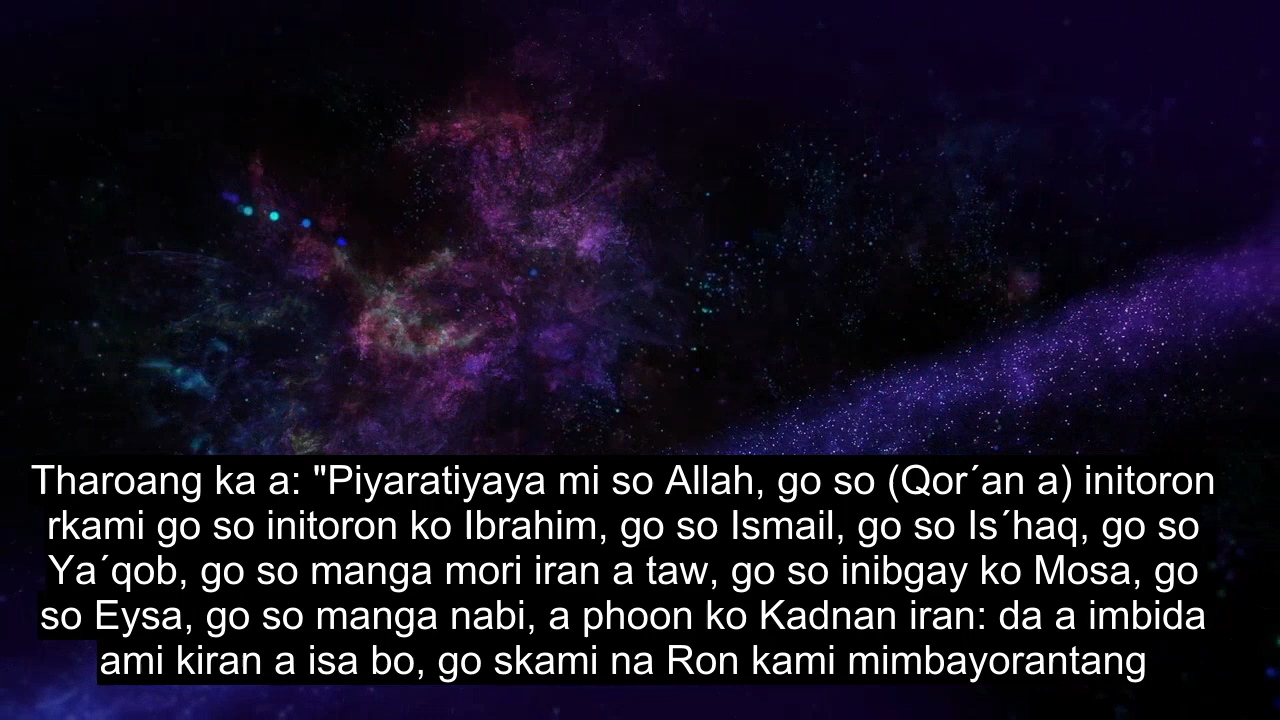 Tharoang ka a: "Piyaratiyaya mi so Allah, go so (Qor´an a) initoron
rkami go so initoron ko Ibrahim, go so Ismail, go so Is´haq, go so
Ya´qob, go so manga mori iran a taw, go so inibgay ko Mosa, go
so Eysa, go so manga nabi, a phoon ko Kadnan iran: da a imbida
ami kiran a isa bo, go skami na Ron kami mimbayorantang